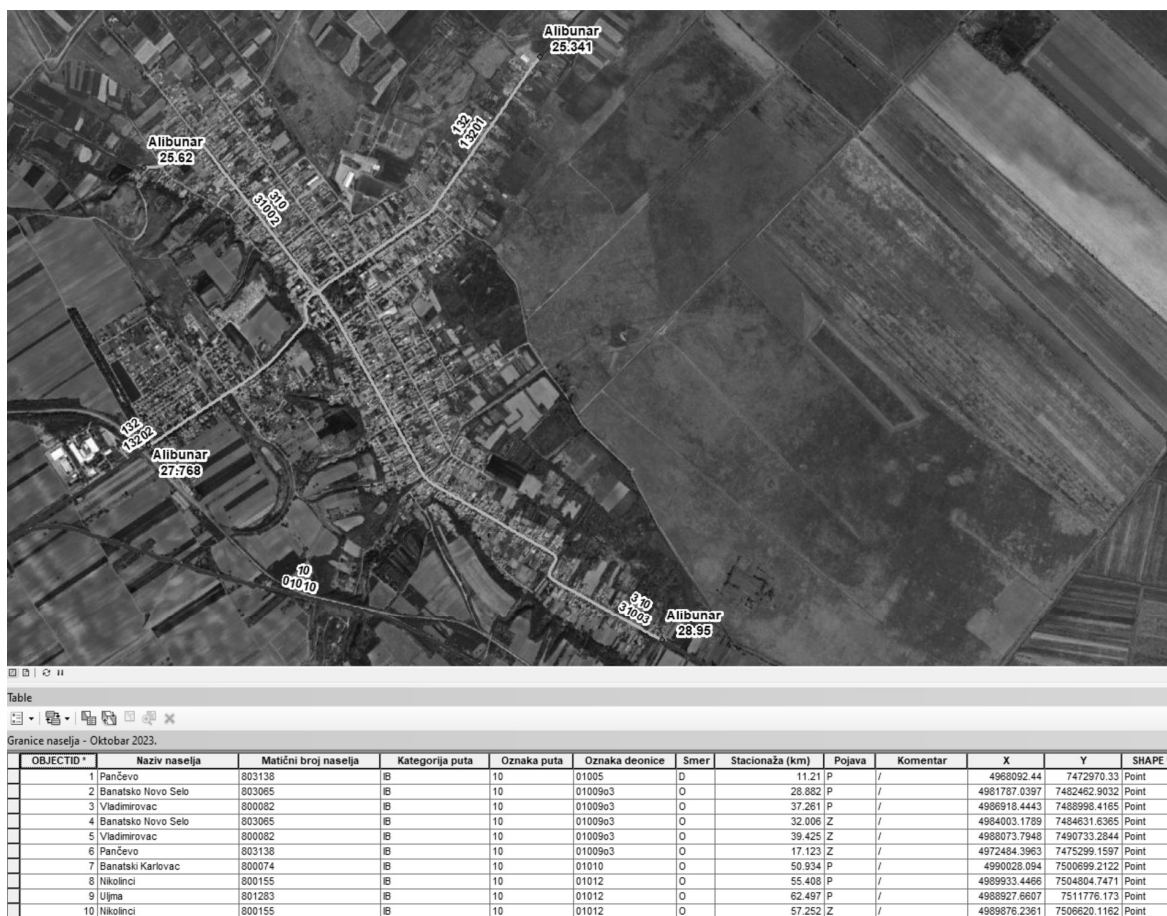 Alibunar
25.341
132
13201
Alibunar
25.62
310
31002
132
13202
Alibunar
27.768
10
01010
310
31003
Alibunar
28.95
Table
Granice naselja - Oktobar 2023.
OBJECTID * Naziv naselja Matični broj naselja Kategorija puta Oznaka puta Oznaka deonice Smer Stacionaža (km) Pojava Komentar X Y SHAPE
1 Pančevo 803138 IB 10 01005 D 11.21 P / 4968092.44 7472970.33 Point
2 Banatsko Novo Selo 803065 IB 10 01009o3 O 28.882 P / 4981787.0397 7482462.9032 Point
3 Vladimirovac 800082 IB 10 01009o3 O 37.261 P / 4986918.4443 7488998.4165 Point
4 Banatsko Novo Selo 803065 IB 10 01009o3 O 32.006 Z / 4984003.1789 7484631.6365 Point
5 Vladimirovac 800082 IB 10 01009o3 O 39.425 Z / 4988073.7948 7490733.2844 Point
6 Pančevo 803138 IB 10 01009o3 O 17.123 Z / 4972484.3963 7475299.1597 Point
7 Banatski Karlovac 800074 IB 10 01010 O 50.934 P / 4990028.094 7500699.2122 Point
8 Nikolinci 800155 IB 10 01012 O 55.408 P / 4989933.4466 7504804.7471 Point
9 Uljma 801283 IB 10 01012 O 62.497 P / 4988927.6607 7511776.173 Point
10 Nikolinci 800155 IB 10 01012 O 57.252 Z / 4989876.2361 7506620.1162 Point